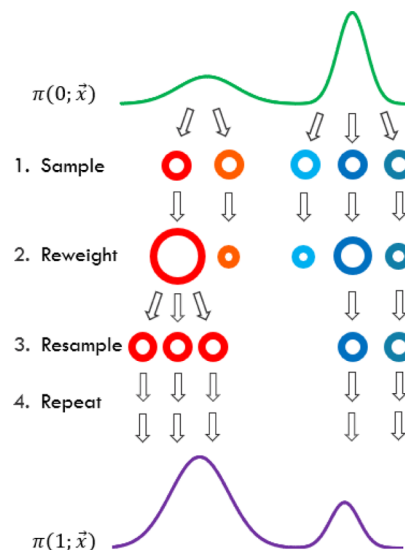 π(0; x⃗)
1. Sample
2. Reweight
3. Resample
4. Repeat
π(1; x⃗)